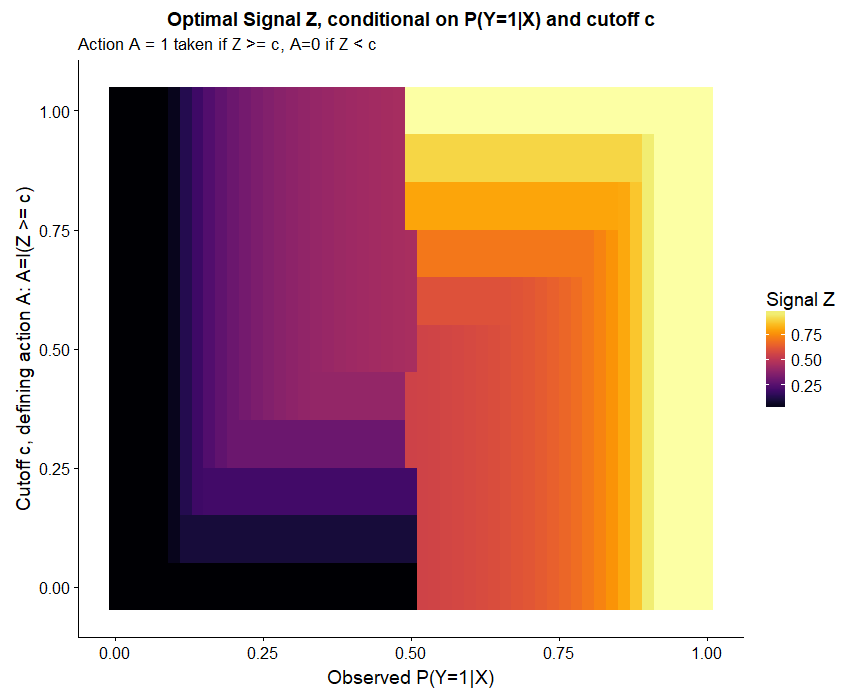 Optimal Signal Z, conditional on P(Y=1|X) and cutoff c
Action A = 1 taken if Z >= c, A=0 if Z < c
Cutoff c, defining action A: A=I(Z >= c)
1.00
0.75
0.50
0.25
0.00
0.00 0.25 0.50 0.75 1.00
Observed P(Y=1|X)
Signal Z
0.75
0.50
0.25